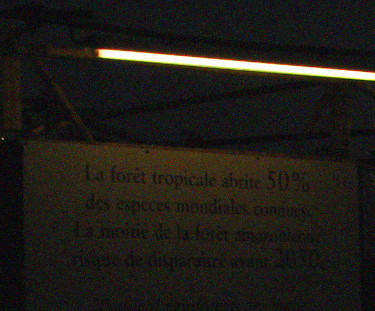 La forêt tropicale abrite 50%
des espèces mondiales connues.
La moitié de la forêt amazonienne
risque de disparaître avant 2030.